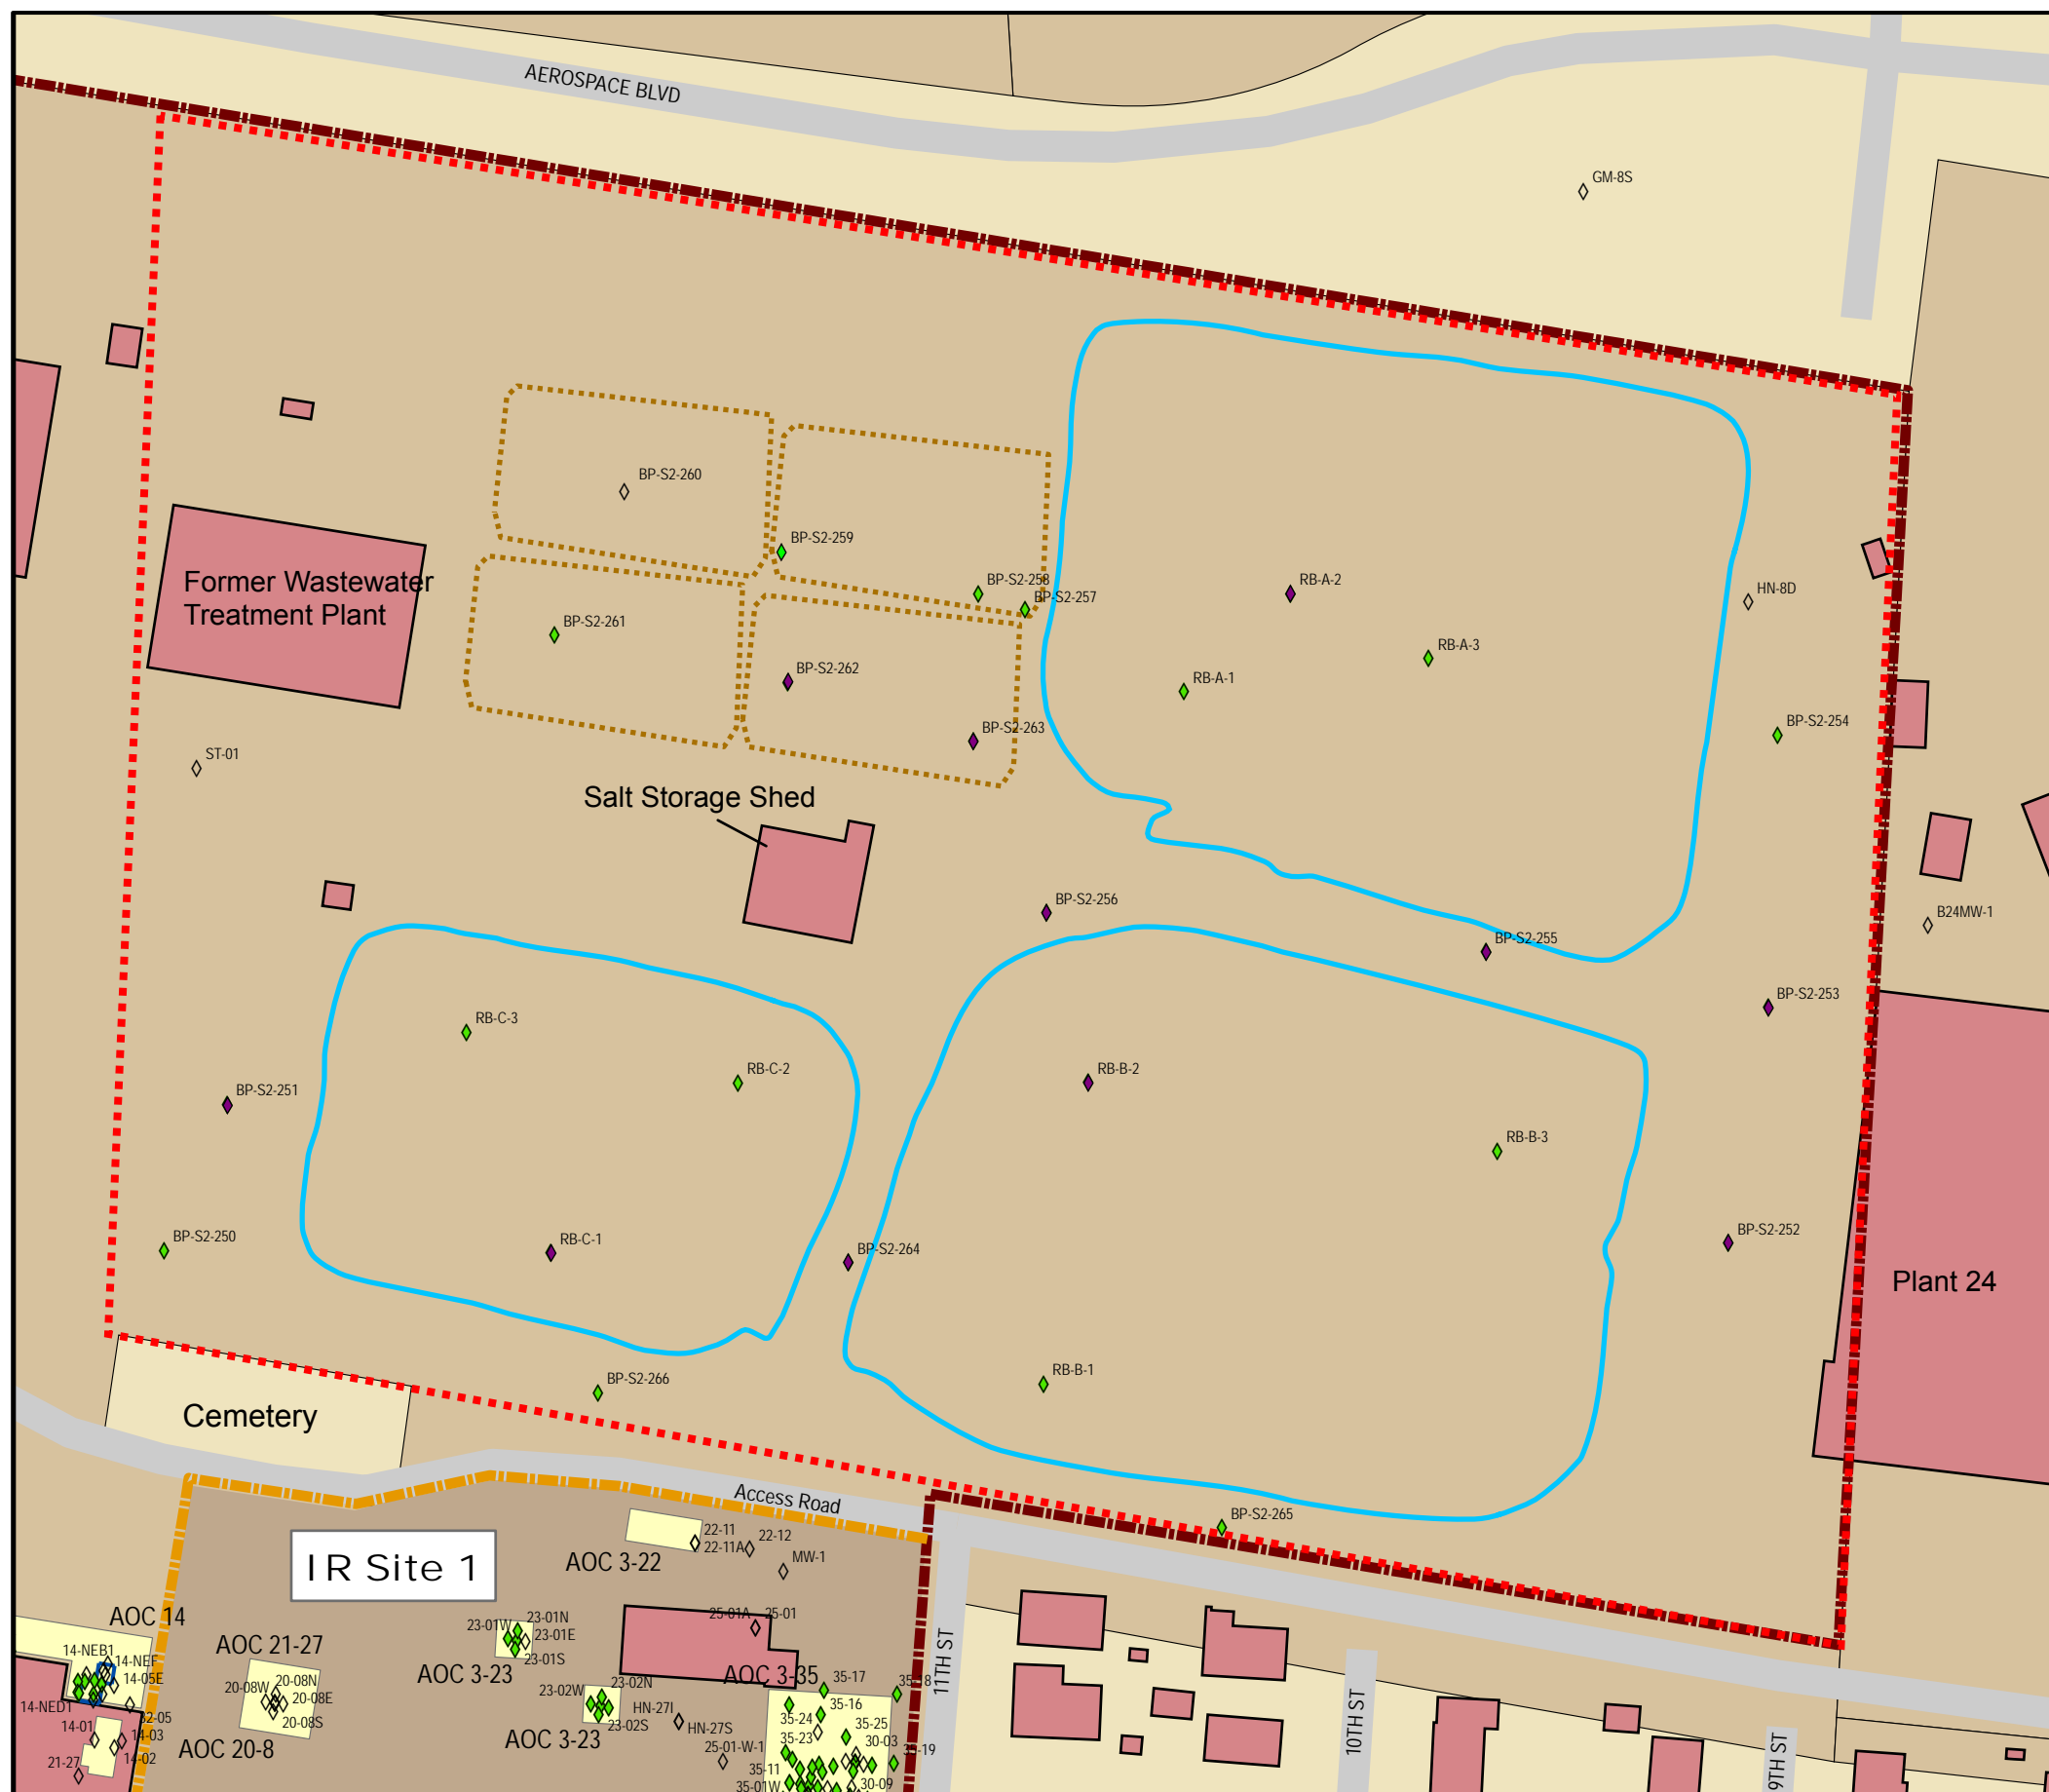 AEROSPACE BLVD
GM-8S
BP-S2-260
BP-S2-259
BP-S2-258
BP-S2-257
RB-A-2
HN-8D
Former Wastewater
Treatment Plant
BP-S2-261
RB-A-3
BP-S2-262
RB-A-1
BP-S2-263
BP-S2-254
ST-01
Salt Storage Shed
BP-S2-256
B24MW-1
BP-S2-255
BP-S2-253
RB-C-3
RB-C-2
RB-B-2
BP-S2-251
RB-B-3
BP-S2-250
RB-C-1
BP-S2-264
BP-S2-252
Plant 24
BP-S2-266
RB-B-1
Cemetery
Access Road
BP-S2-265
22-11
22-11A
22-12
MW-1
AOC 3-22
IR Site 1
AOC 14
23-01W
23-01N
23-01E
23-01S
25-01A
25-01
AOC 21-27
14-NEB1
14-NEF
14-05E
AOC 3-23
AOC 3-35
11TH ST
20-08W
20-08N
20-08E
20-08S
23-02W
23-02N
23-02S
35-17
35-18
35-16
14-NED1
32-05
HN-27I
HN-27S
35-24
35-25
14-01
14-03
14-02
AOC 20-8
AOC 3-23
35-23
30-03
35-19
25-01-W-1
21-27
35-11
35-01W
30-09
10TH ST
9TH ST